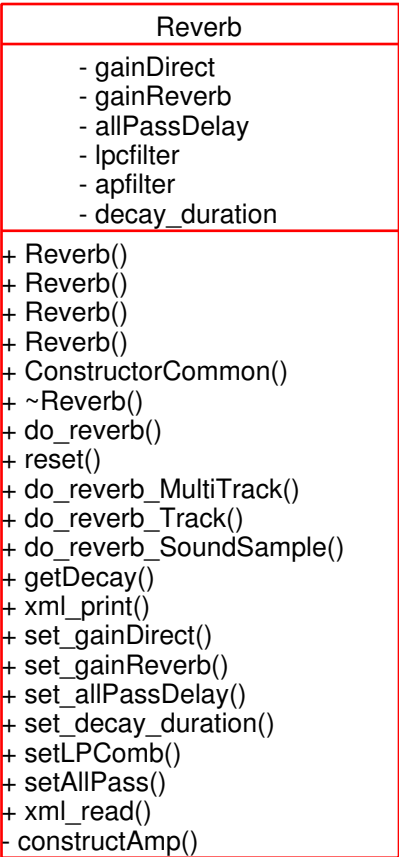 Reverb
- gainDirect
- gainReverb
- allPassDelay
- lpcfilter
- apfilter
- decay_duration
+ Reverb()
+ Reverb()
+ Reverb()
+ Reverb()
+ ConstructorCommon()
+ ~Reverb()
+ do_reverb()
+ reset()
+ do_reverb_MultiTrack()
+ do_reverb_Track()
+ do_reverb_SoundSample()
+ getDecay()
+ xml_print()
+ set_gainDirect()
+ set_gainReverb()
+ set_allPassDelay()
+ set_decay_duration()
+ setLPComb()
+ setAllPass()
+ xml_read()
- constructAmp()